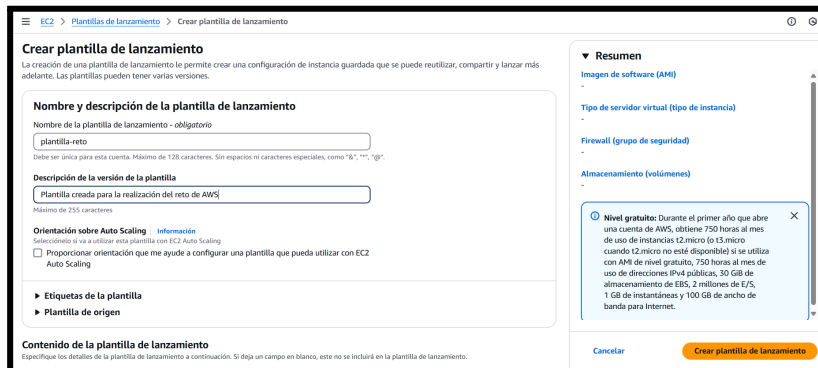 EC2 > Plantillas de lanzamiento > Crear plantilla de lanzamiento
Crear plantilla de lanzamiento
La creación de una plantilla de lanzamiento le permite crear una configuración de instancia guardada que se puede reutilizar, compartir y lanzar más
adelante. Las plantillas pueden tener varias versiones.
Nombre y descripción de la plantilla de lanzamiento
Nombre de la plantilla de lanzamiento - obligatorio
plantilla-reto
Debe ser única para esta cuenta. Máximo de 128 caracteres. Sin espacios ni caracteres especiales, como "&", "*", "@".
Descripción de la versión de la plantilla
Plantilla creada para la realización del reto de AWS
Máximo de 255 caracteres
Orientación sobre Auto Scaling | Información
Selecciónelo si va a utilizar esta plantilla con EC2 Auto Scaling
Proporcionar orientación que me ayude a configurar una plantilla que pueda utilizar con EC2
Auto Scaling
Etiquetas de la plantilla
Plantilla de origen
Contenido de la plantilla de lanzamiento
Especifique los detalles de la plantilla de lanzamiento a continuación. Si deja un campo en blanco, este no se incluirá en la plantilla de lanzamiento.
Resumen
Imagen de software (AMI)
-
Tipo de servidor virtual (tipo de instancia)
-
Firewall (grupo de seguridad)
-
Almacenamiento (volúmenes)
-
Nivel gratuito: Durante el primer año que abre
una cuenta de AWS, obtiene 750 horas al mes
de uso de instancias t2.micro (o t3.micro
cuando t2.micro no esté disponible) si se utiliza
con AMI de nivel gratuito, 750 horas al mes de
uso de direcciones IPv4 públicas, 30 GiB de
almacenamiento de EBS, 2 millones de E/S,
1 GB de instantáneas y 100 GB de ancho de
banda para Internet.
Cancelar
Crear plantilla de lanzamiento